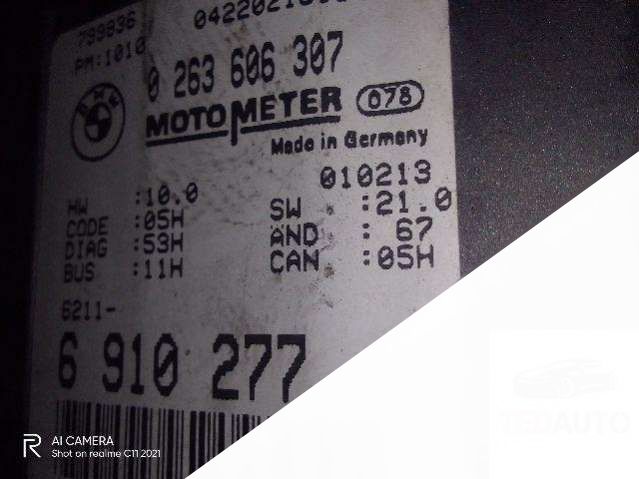 799836
PM:1010
0 263 606 307
MOTOMETER 078
Made in Germany
010213
HW :10.0 SW :21.0
CODE :05H AND : 67
DIAG :53H CAN :05H
BUS :11H
6211-
6 910 277
TEDAUTO
AI CAMERA
Shot on realme C11 2021